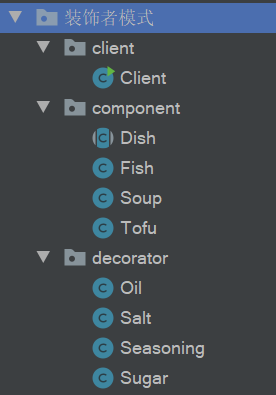 装饰者模式
client
Client
component
Dish
Fish
Soup
Tofu
decorator
Oil
Salt
Seasoning
Sugar